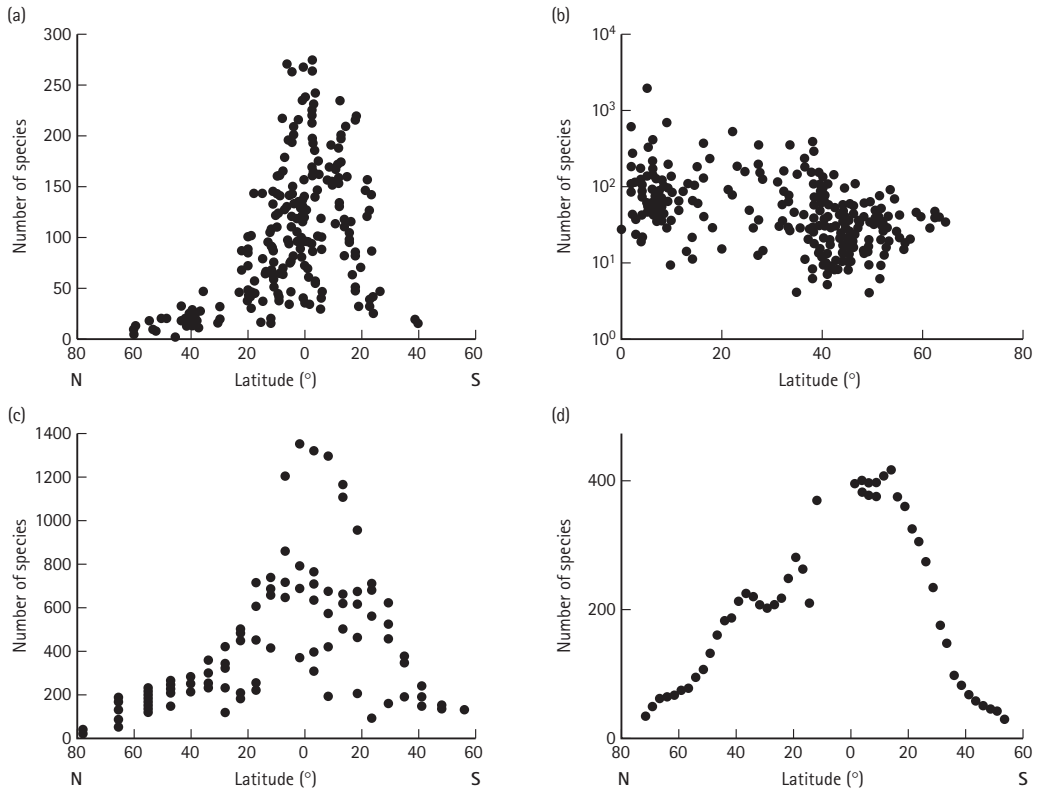 (a)
300
250
200
150
100
50
0
Number of species
80 60 40 20 0 20 40 60
N Latitude (°) S
(b)
10⁴
10³
10²
10¹
10⁰
Number of species
0 20 40 60 80
Latitude (°)
(c)
1400
1200
1000
800
600
400
200
0
Number of species
80 60 40 20 0 20 40 60
N Latitude (°) S
(d)
400
200
0
Number of species
80 60 40 20 0 20 40 60
N Latitude (°) S